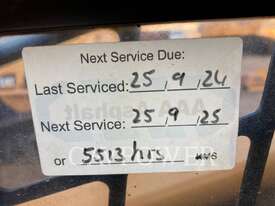 Next Service Due:
Last Serviced: 25 , 9 , 24
Next Service: 25 , 9 , 25
or 5513 hrs